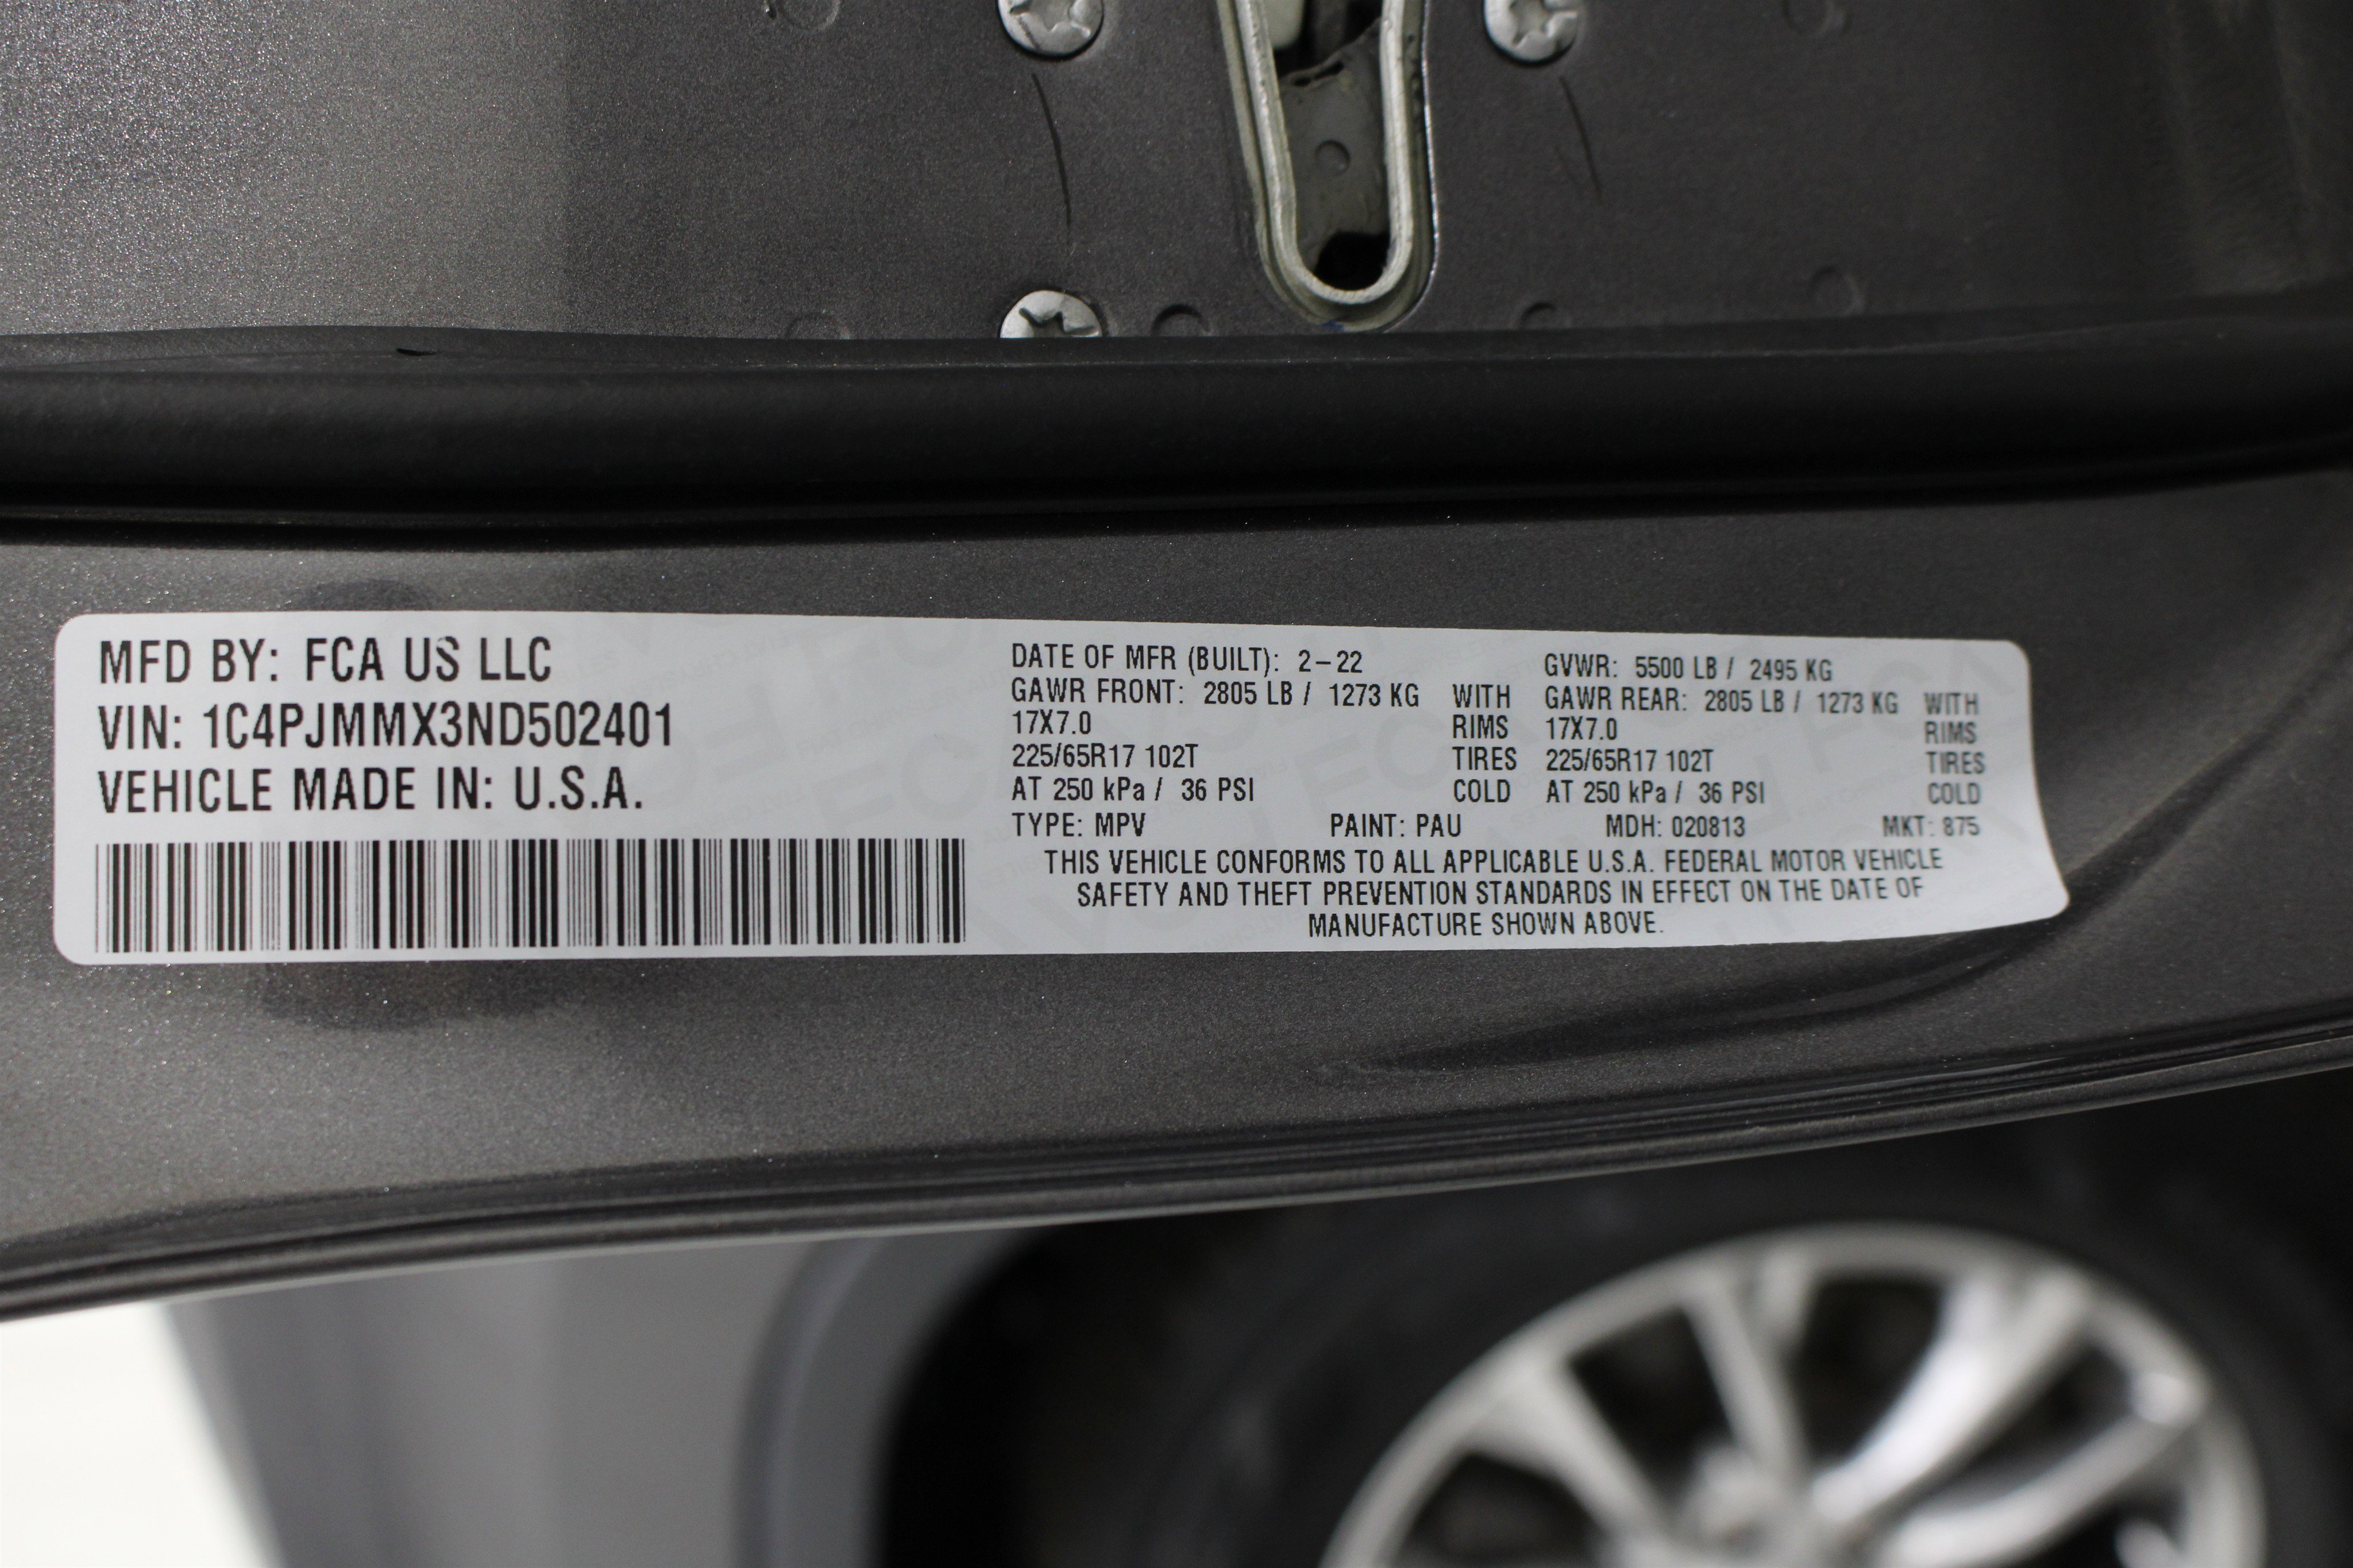 MFD BY: FCA US LLC
VIN: 1C4PJMMX3ND502401
VEHICLE MADE IN: U.S.A.
DATE OF MFR (BUILT): 2-22 GVWR: 5500 LB / 2495 KG
GAWR FRONT: 2805 LB / 1273 KG WITH GAWR REAR: 2805 LB / 1273 KG WITH
17X7.0 RIMS 17X7.0 RIMS
225/65R17 102T TIRES 225/65R17 102T TIRES
AT 250 kPa / 36 PSI COLD AT 250 kPa / 36 PSI COLD
TYPE: MPV PAINT: PAU MDH: 020813 MKT: 875
THIS VEHICLE CONFORMS TO ALL APPLICABLE U.S.A. FEDERAL MOTOR VEHICLE
SAFETY AND THEFT PREVENTION STANDARDS IN EFFECT ON THE DATE OF
MANUFACTURE SHOWN ABOVE.